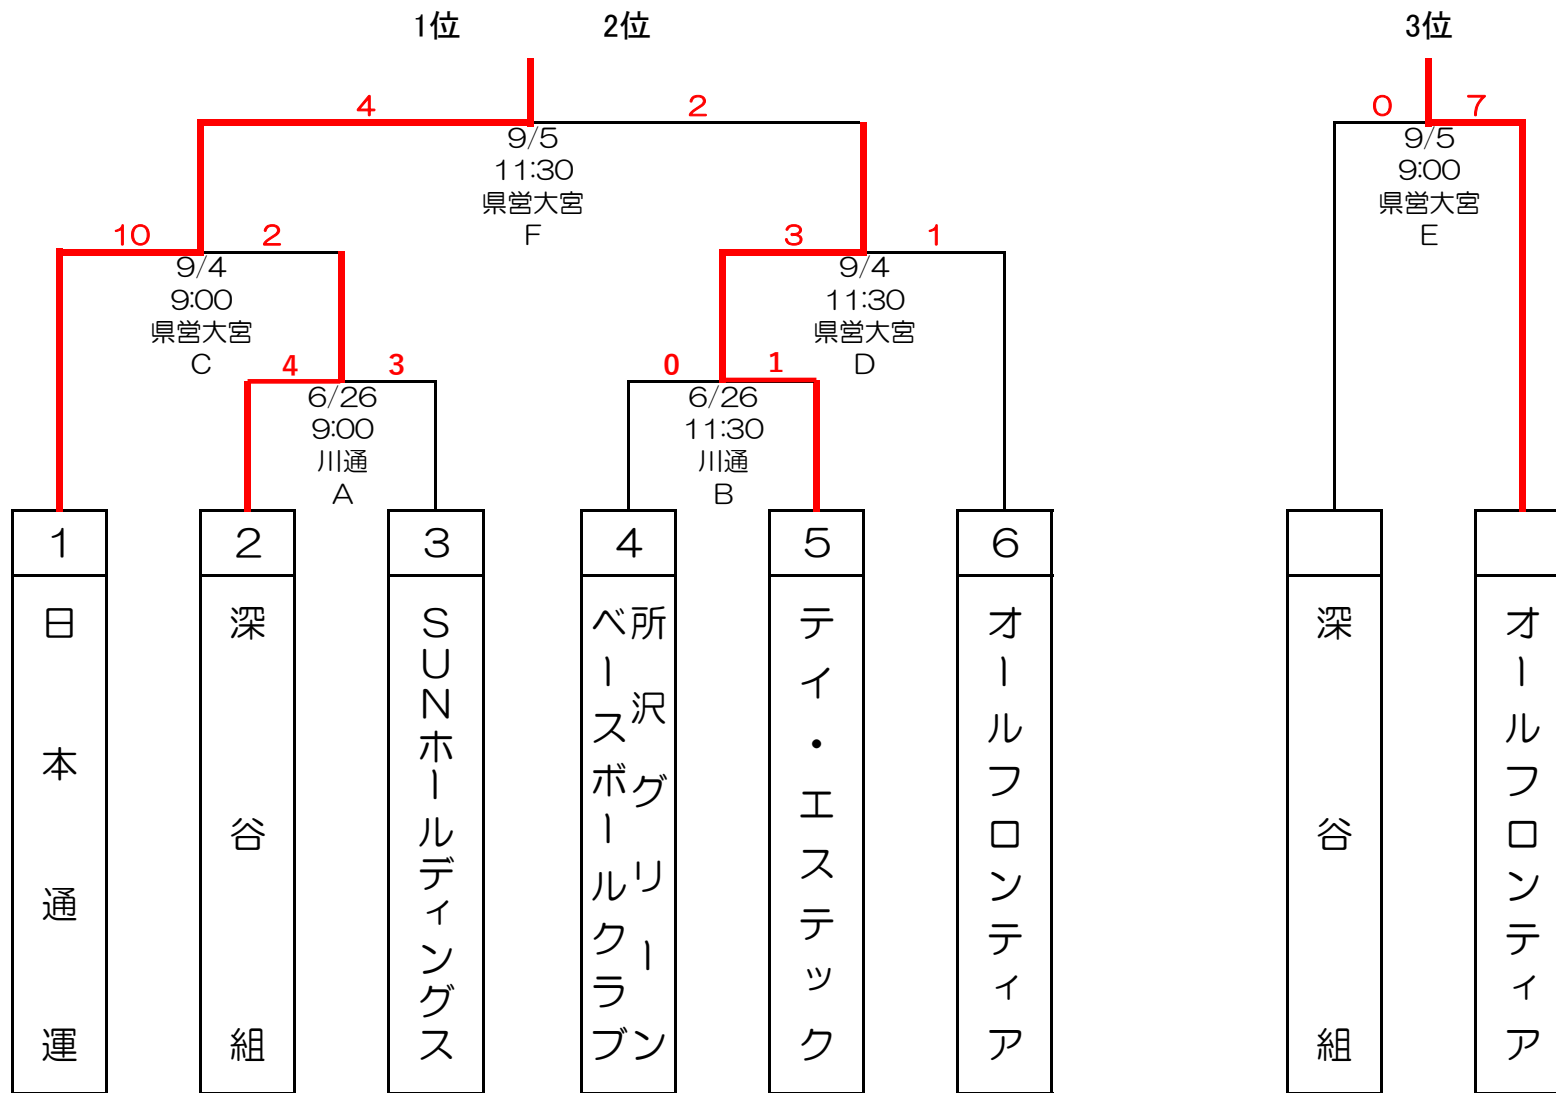 1位
2位
3位
4
2
0
7
9/5
11:30
県営大宮
F
9/5
9:00
県営大宮
E
10
2
3
1
9/4
9:00
県営大宮
C
9/4
11:30
県営大宮
D
4
3
0
1
6/26
9:00
川通
A
6/26
11:30
川通
B
1
2
3
4
5
6
日本通運
深谷組
SUNホールディングス
所沢グリーン
ベースボールクラブ
ティ・エステック
オールフロンティア
深谷組
オールフロンティア